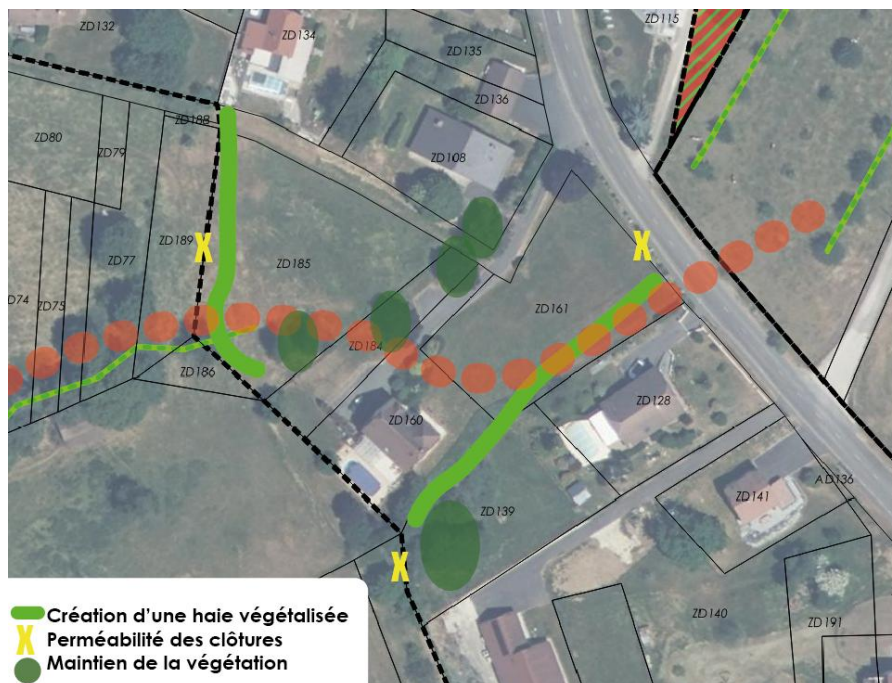 ZD132
ZD134
ZD115
ZD135
ZD136
ZD188
ZD80
ZD79
ZD108
ZD189
ZD77
ZD185
ZD75
ZD161
ZD184
ZD186
ZD128
ZD160
ZD139
ZD141
AD136
ZD140
ZD191
Création d'une haie végétalisée
Perméabilité des clôtures
Maintien de la végétation